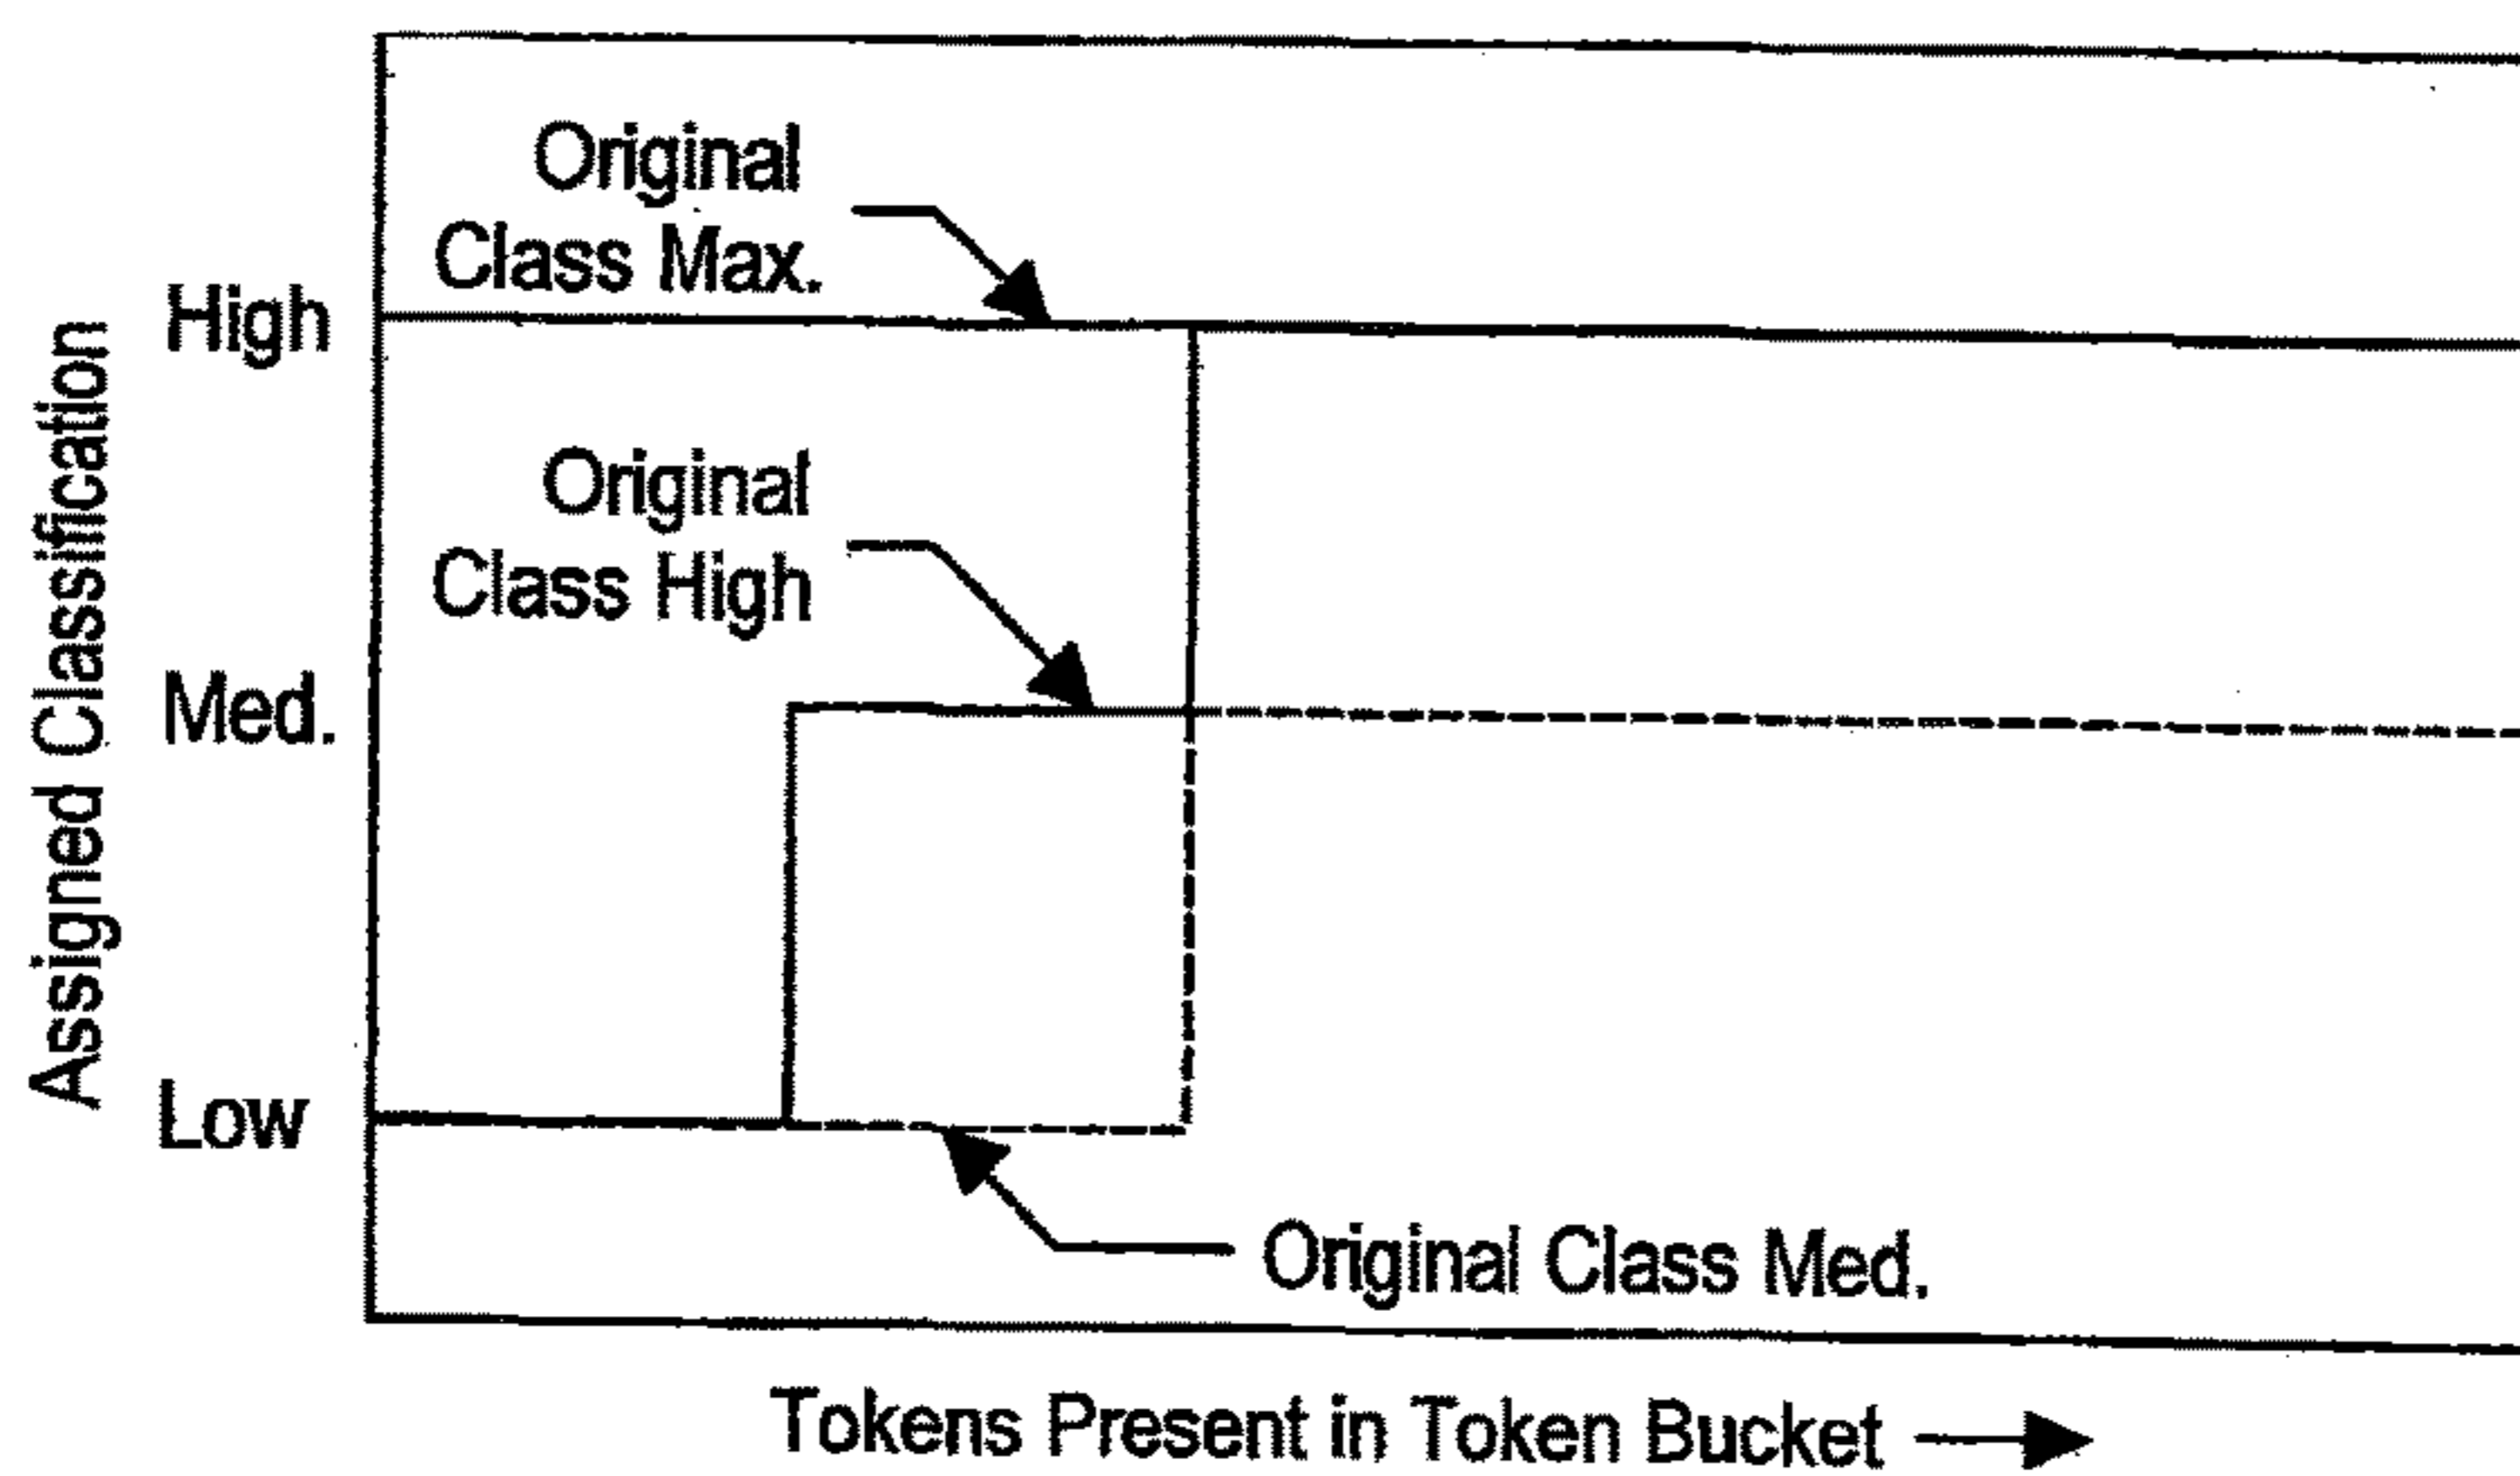 Original
Class Max.
High
Original
Class High
Med.
Low
Original Class Med.
Assigned Classification
Tokens Present in Token Bucket